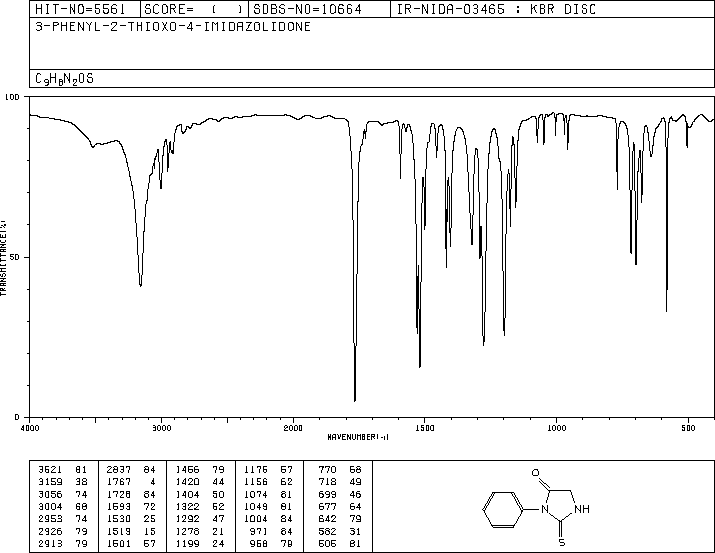 HIT-NO=5561 SCORE= ( ) SDBS-NO=10664 IR-NIDA-03465 : KBR DISC
3-PHENYL-2-THIOXO-4-IMIDAZOLIDONE
C9H8N2OS
100
50
0
TRANSMITTANCE(%)
4000 3000 2000 1500 1000 500
WAVENUMBER(-1)
3521 81 2837 84 1456 79 1175 57 770 68
3159 38 1767 4 1420 44 1156 62 718 49
3056 74 1728 84 1404 50 1074 81 699 46
3004 68 1593 72 1322 52 1049 81 677 64
2953 74 1530 25 1292 47 1004 84 642 79
2926 79 1519 15 1278 21 971 84 582 31
2913 79 1501 57 1199 24 958 79 505 81
O
N NH
S